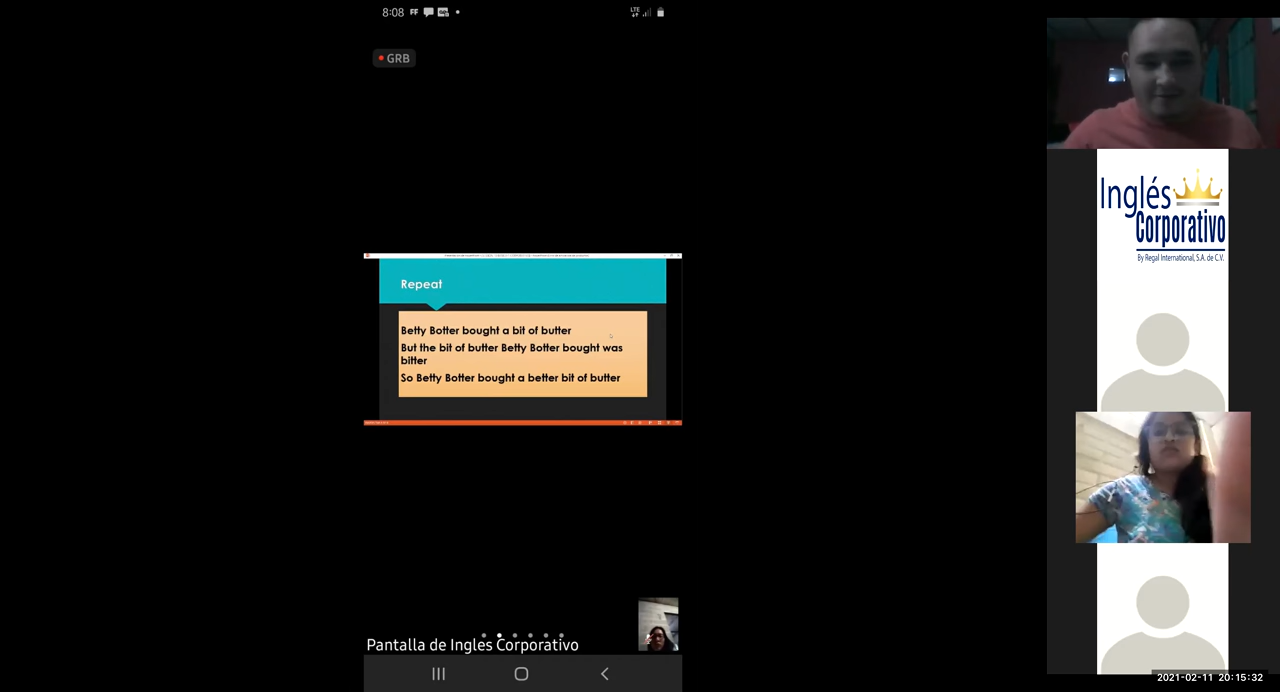 8:08
LTE
GRB
Repeat
Betty Botter bought a bit of butter
But the bit of butter Betty Botter bought was
bitter
So Betty Botter bought a better bit of butter
Pantalla de Ingles Corporativo
Inglés
Corporativo
By Regal International, S.A. de C.V.
2021-02-11 20:15:32